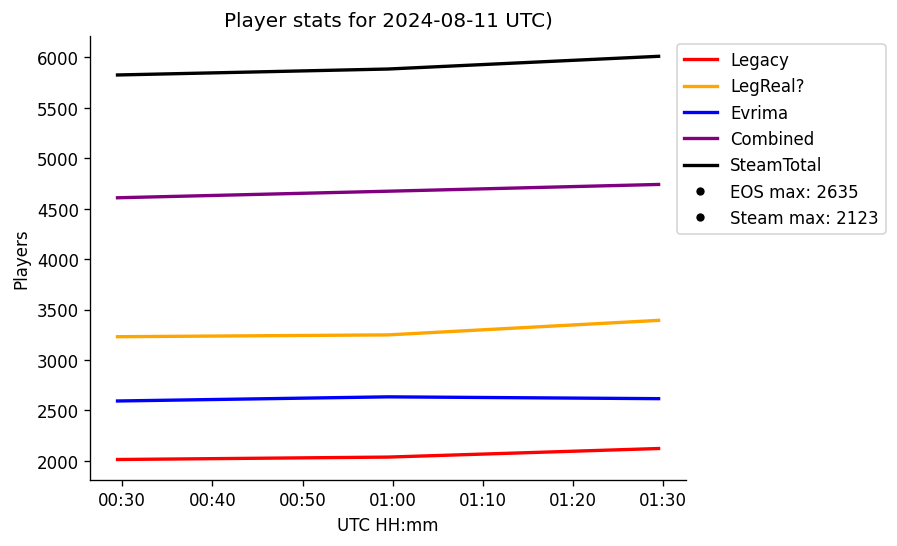 Player stats for 2024-08-11 UTC)
6000
5500
5000
4500
4000
3500
3000
2500
2000
Players
00:30 00:40 00:50 01:00 01:10 01:20 01:30
UTC HH:mm
Legacy
LegReal?
Evrima
Combined
SteamTotal
EOS max: 2635
Steam max: 2123